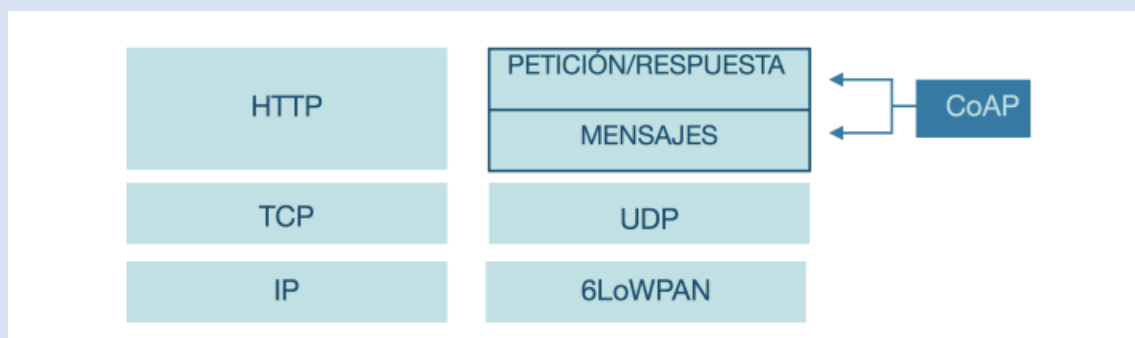 HTTP
PETICIÓN/RESPUESTA
MENSAJES
CoAP
TCP
UDP
IP
6LoWPAN